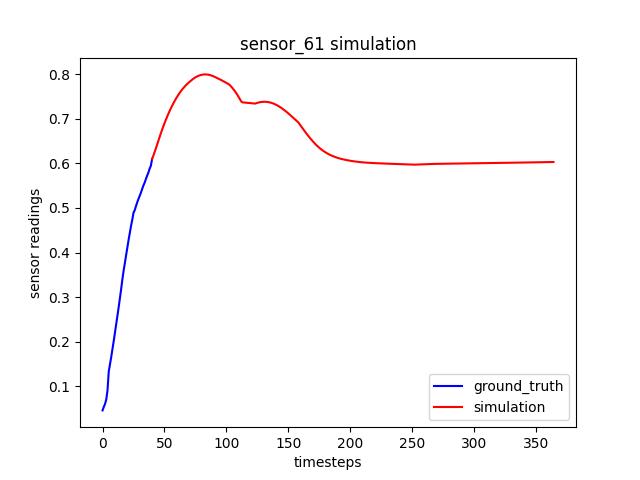 sensor_61 simulation
0.8
0.7
0.6
0.5
0.4
0.3
0.2
0.1
sensor readings
ground_truth
simulation
0 50 100 150 200 250 300 350
timesteps